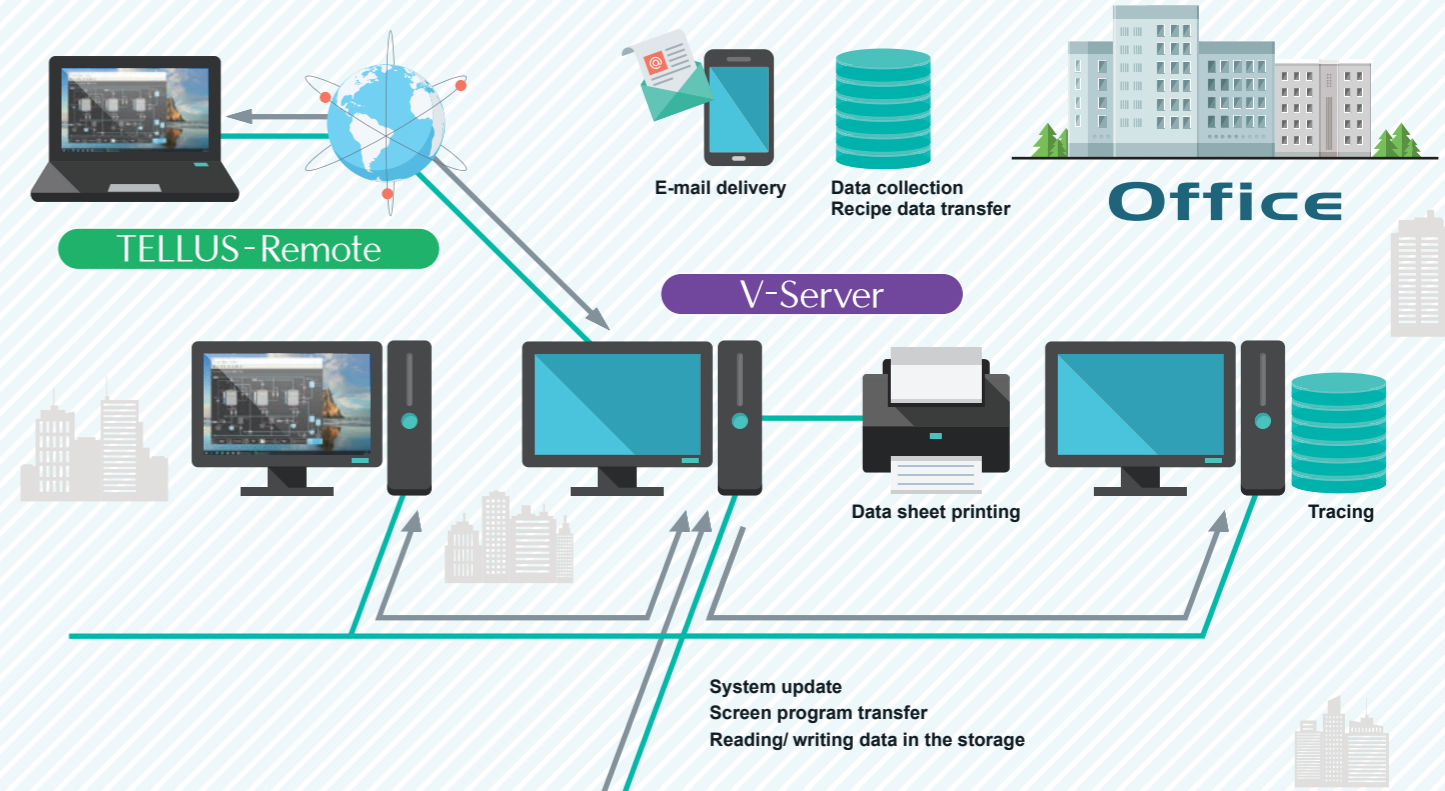 E-mail delivery
Data collection
Recipe data transfer
Office
TELLUS-Remote
V-Server
Data sheet printing
Tracing
System update
Screen program transfer
Reading/ writing data in the storage